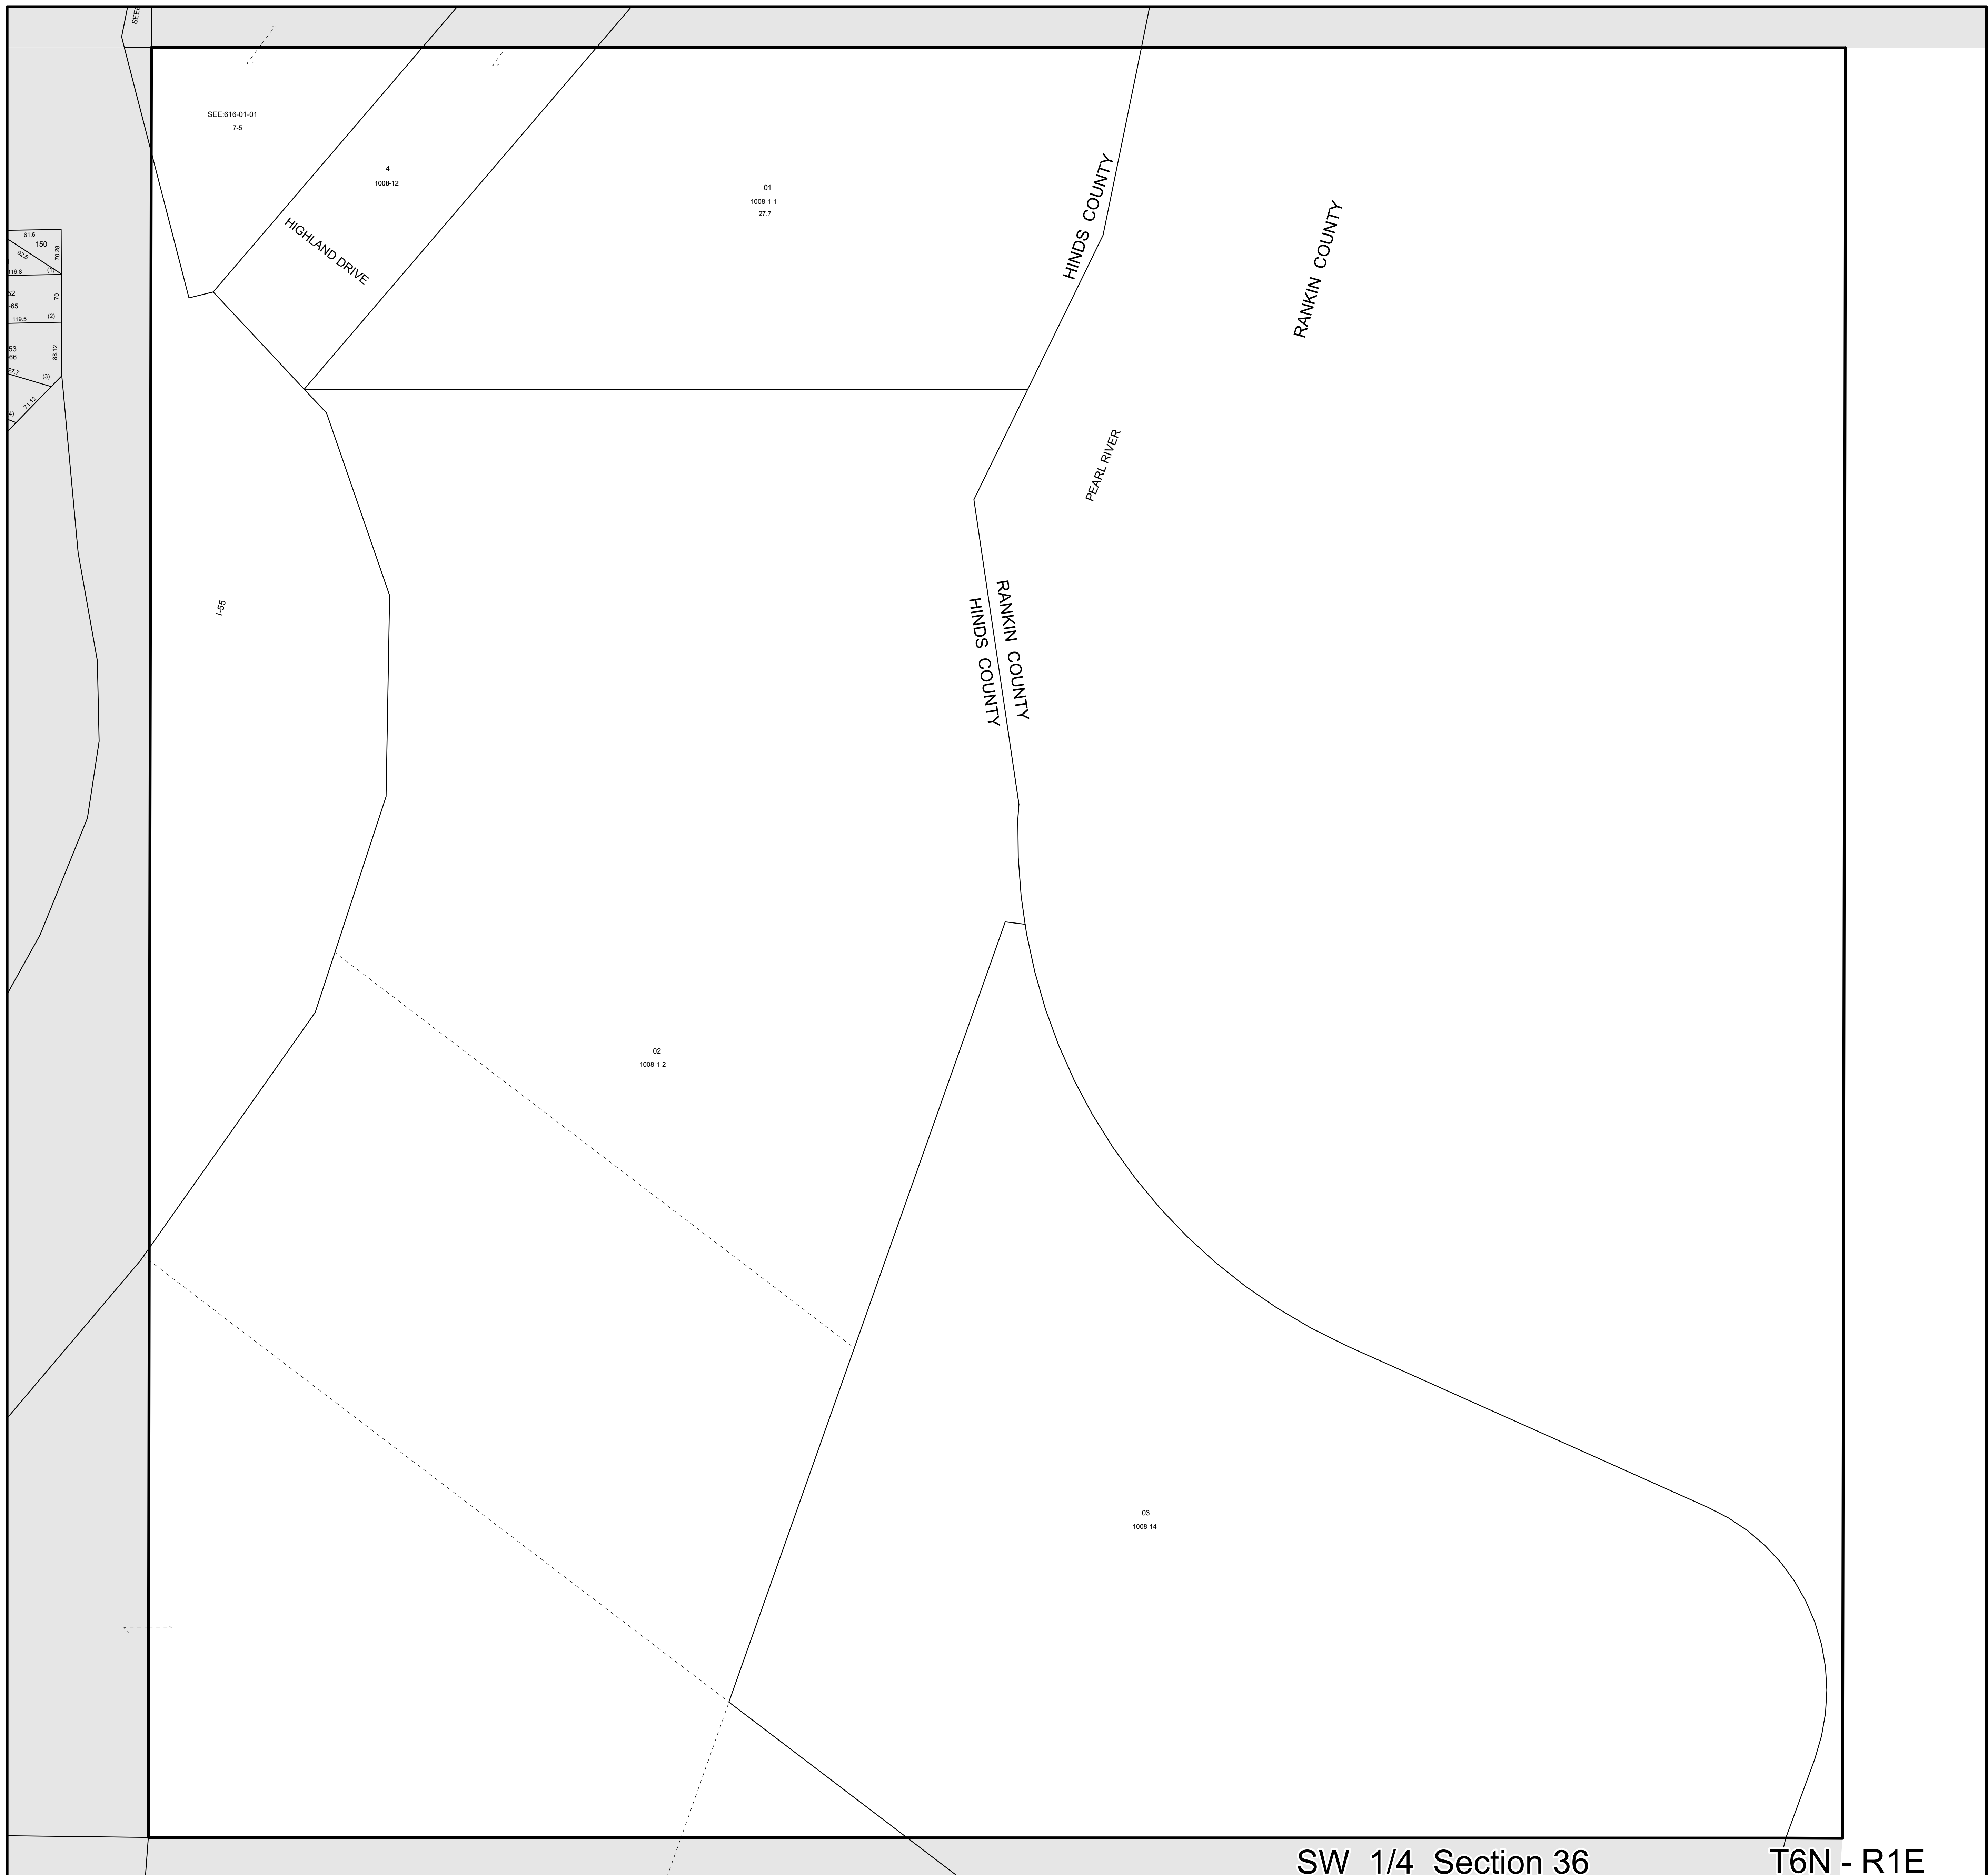 SEE:616-01-01
7-5
4
1008-12
HIGHLAND DRIVE
01
1008-1-1
27.7
HINDS COUNTY
RANKIN COUNTY
61.6
150
92.5
70.28
116.8
(1)
70
-65
119.5
(2)
88.12
(3)
71.12
PEARL RIVER
I-55
RANKIN COUNTY
HINDS COUNTY
02
1008-1-2
03
1008-14
SW 1/4 Section 36
T6N - R1E